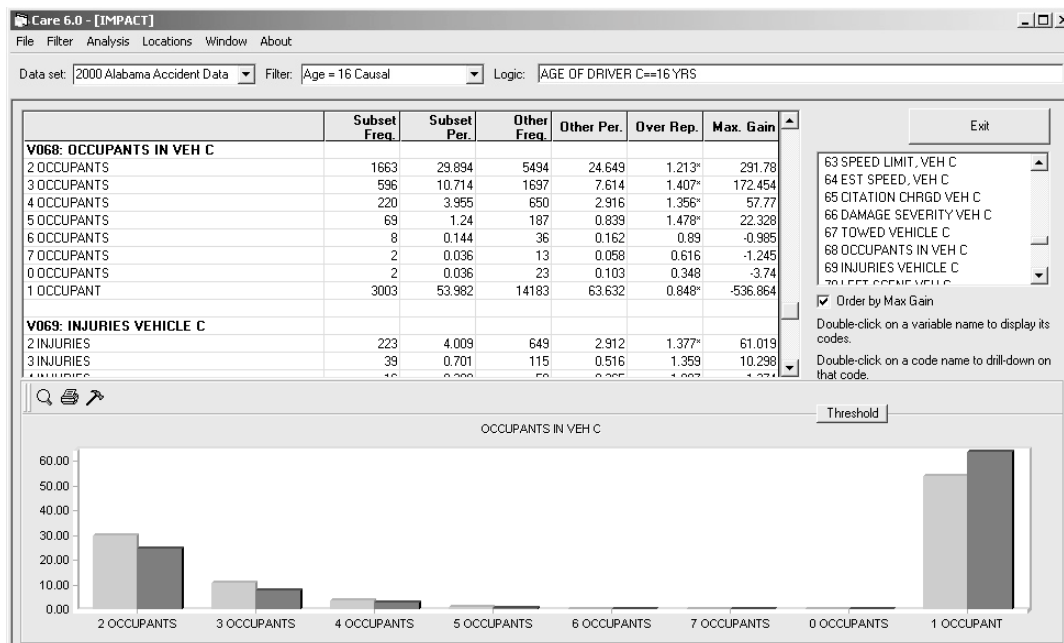 Care 6.0 - [IMPACT]
File Filter Analysis Locations Window About
Data set: 2000 Alabama Accident Data Filter: Age = 16 Causal Logic: AGE OF DRIVER C==16 YRS
Subset Freq. Subset Per. Other Freq. Other Per. Over Rep. Max. Gain
V068: OCCUPANTS IN VEH C
2 OCCUPANTS 1663 29.894 5494 24.649 1.213* 291.78
3 OCCUPANTS 596 10.714 1697 7.614 1.407* 172.454
4 OCCUPANTS 220 3.955 650 2.916 1.356* 57.77
5 OCCUPANTS 69 1.24 187 0.839 1.478* 22.328
6 OCCUPANTS 8 0.144 36 0.162 0.89 -0.985
7 OCCUPANTS 2 0.036 13 0.058 0.616 -1.245
0 OCCUPANTS 2 0.036 23 0.103 0.348 -3.74
1 OCCUPANT 3003 53.982 14183 63.632 0.848* -536.864
V069: INJURIES VEHICLE C
2 INJURIES 223 4.009 649 2.912 1.377* 61.019
3 INJURIES 39 0.701 115 0.516 1.359 10.298
Exit
63 SPEED LIMIT, VEH C
64 EST SPEED, VEH C
65 CITATION CHRGD VEH C
66 DAMAGE SEVERITY VEH C
67 TOWED VEHICLE C
68 OCCUPANTS IN VEH C
69 INJURIES VEHICLE C
Order by Max Gain
Double-click on a variable name to display its
codes.
Double-click on a code name to drill-down on
that code.
Threshold
OCCUPANTS IN VEH C
60.00
50.00
40.00
30.00
20.00
10.00
0.00
2 OCCUPANTS 3 OCCUPANTS 4 OCCUPANTS 5 OCCUPANTS 6 OCCUPANTS 7 OCCUPANTS 0 OCCUPANTS 1 OCCUPANT